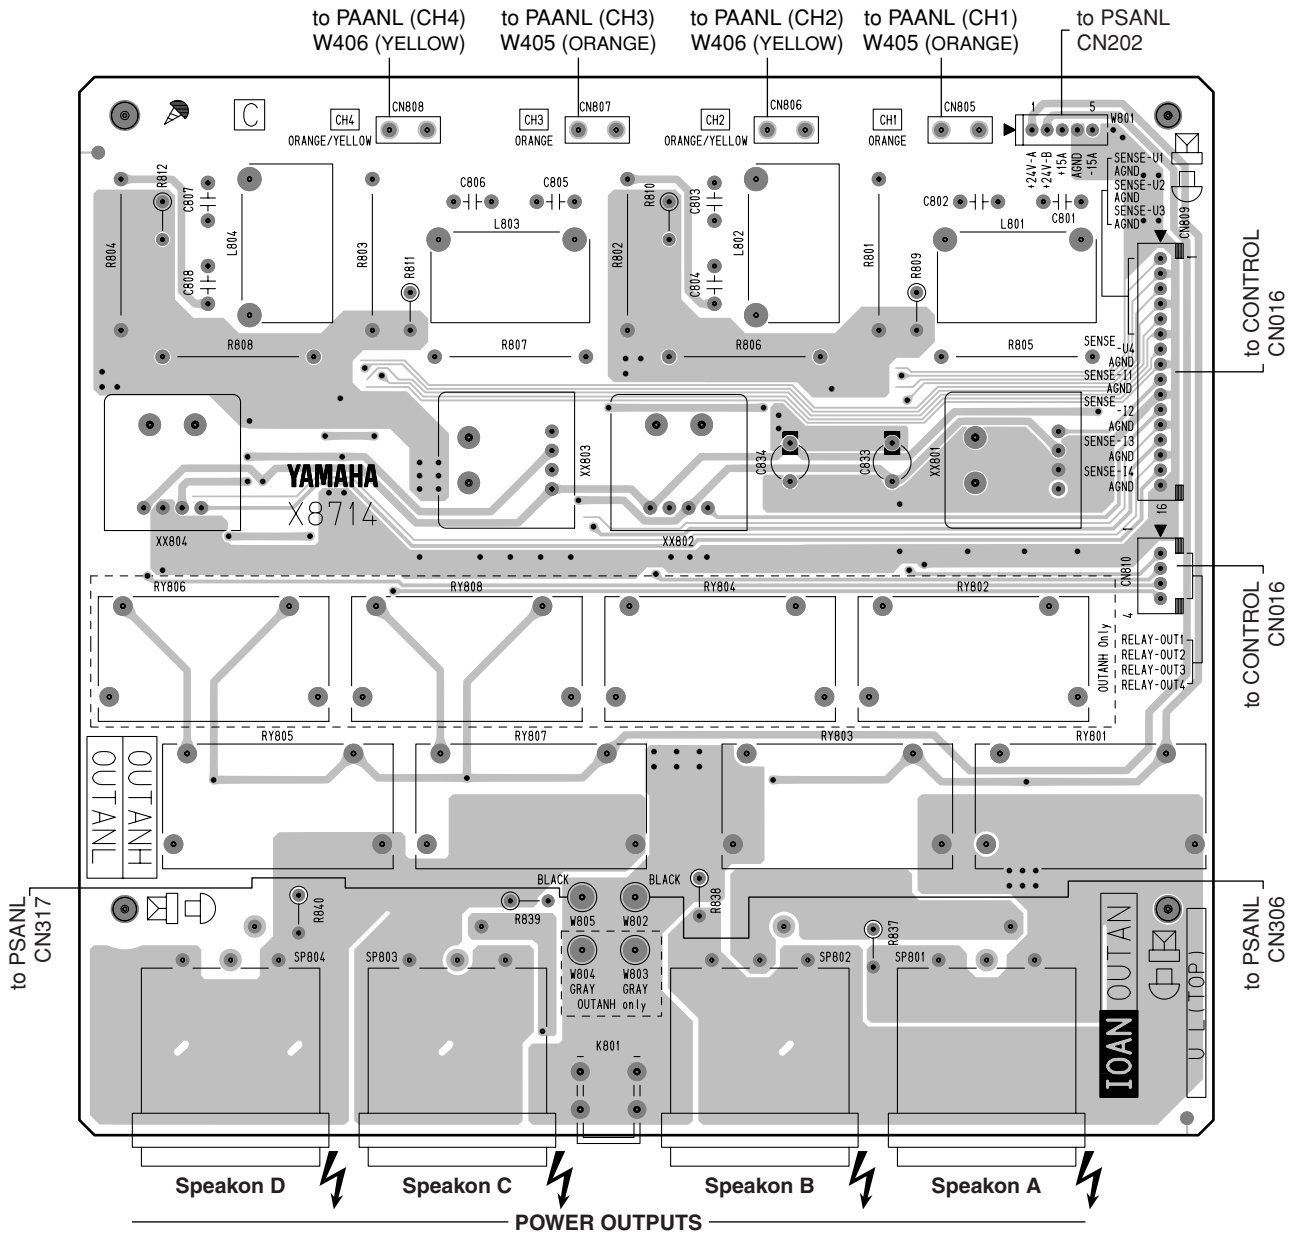 to PAANL (CH4) to PAANL (CH3) to PAANL (CH2) to PAANL (CH1) to PSANL
W406 (YELLOW) W405 (ORANGE) W406 (YELLOW) W405 (ORANGE) CN202
C
CH4 CN808 CH3 CN807 CH2 CN806 CH1 CN805 1 5 W801
ORANGE/YELLOW ORANGE ORANGE/YELLOW ORANGE
+24V-A
+24V-B
+15A
AGND
-15A
SENSE-U1
AGND
SENSE-U2
AGND
SENSE-U3
AGND
CN809
1
R812 C807 C806 C805 R810 C803 C802 C801
R804 L804 R803 L803 R802 L802 R801 L801
C808 R811 C804 R809
to CONTROL
CN016
R808 R807 R806 R805
SENSE
-U4
AGND
SENSE-I1
AGND
SENSE
-I2
AGND
SENSE-I3
AGND
SENSE-I4
AGND
16
XX803 C834 C833 XX801
YAMAHA
X8714
XX804 XX802
1
CN810
4
to CONTROL
CN016
RY806 RY808 RY804 RY802
OUTANH Only
RELAY-OUT1
RELAY-OUT2
RELAY-OUT3
RELAY-OUT4
RY805 RY807 RY803 RY801
OUTANL
OUTANH
BLACK BLACK
R840 R839 W805 W802 R838 R837
to PSANL
CN317
to PSANL
CN306
SP804 SP803 W804 W803 SP802 SP801
GRAY GRAY
OUTANH only
K801
IOAN OUTAN
U L(TOP)
Speakon D Speakon C Speakon B Speakon A
POWER OUTPUTS